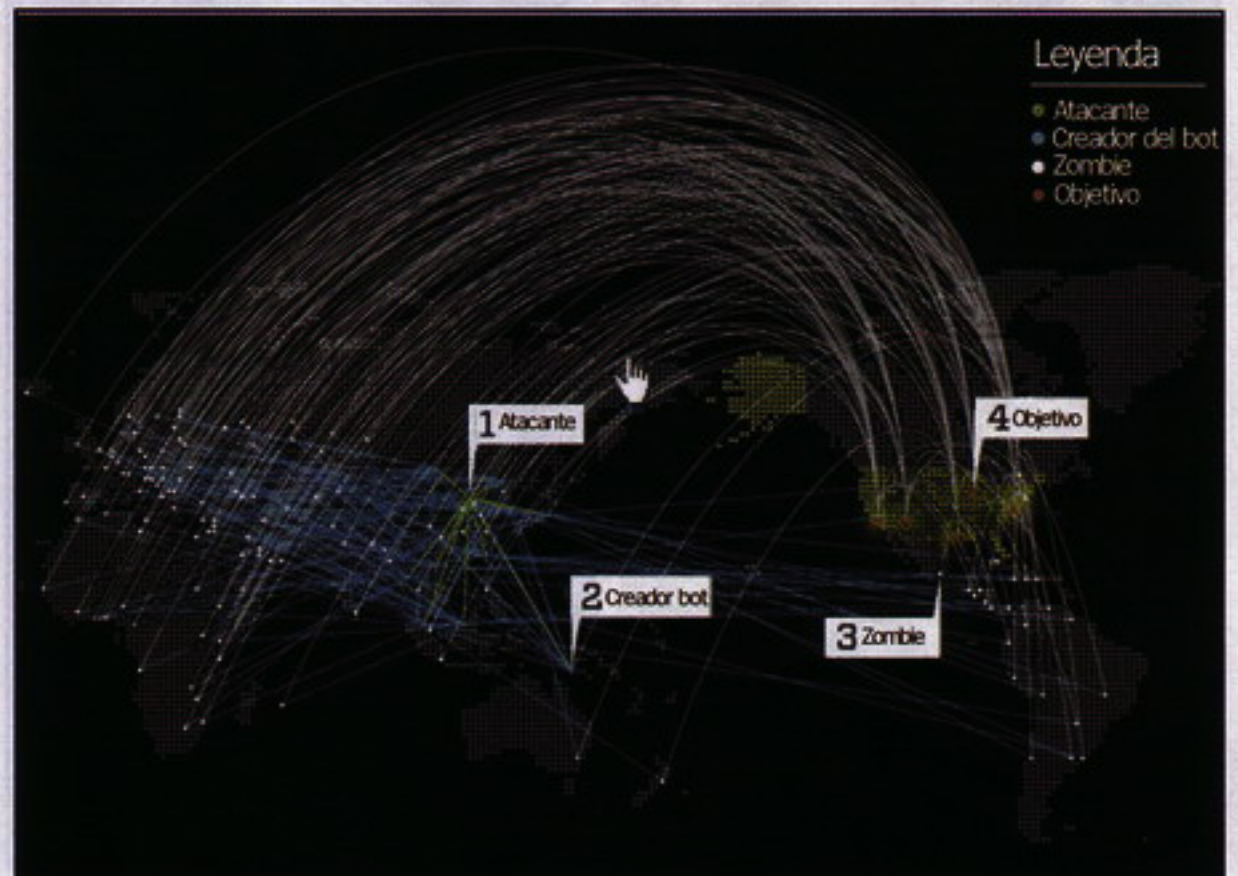 Leyenda
Atacante
Creador del bot
Zombie
Objetivo
1 Atacante
4 Objetivo
2 Creador bot
3 Zombie